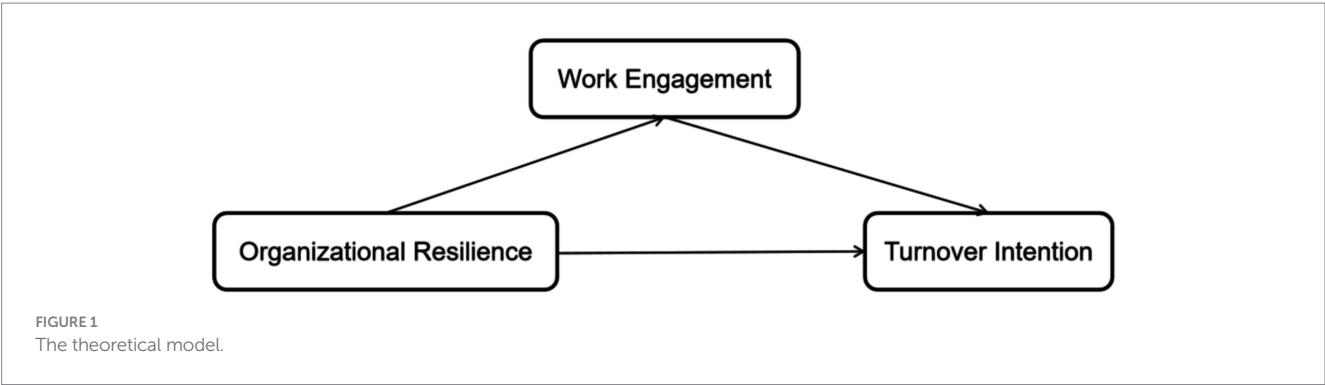 Work Engagement
Organizational Resilience
Turnover Intention
FIGURE 1
The theoretical model.